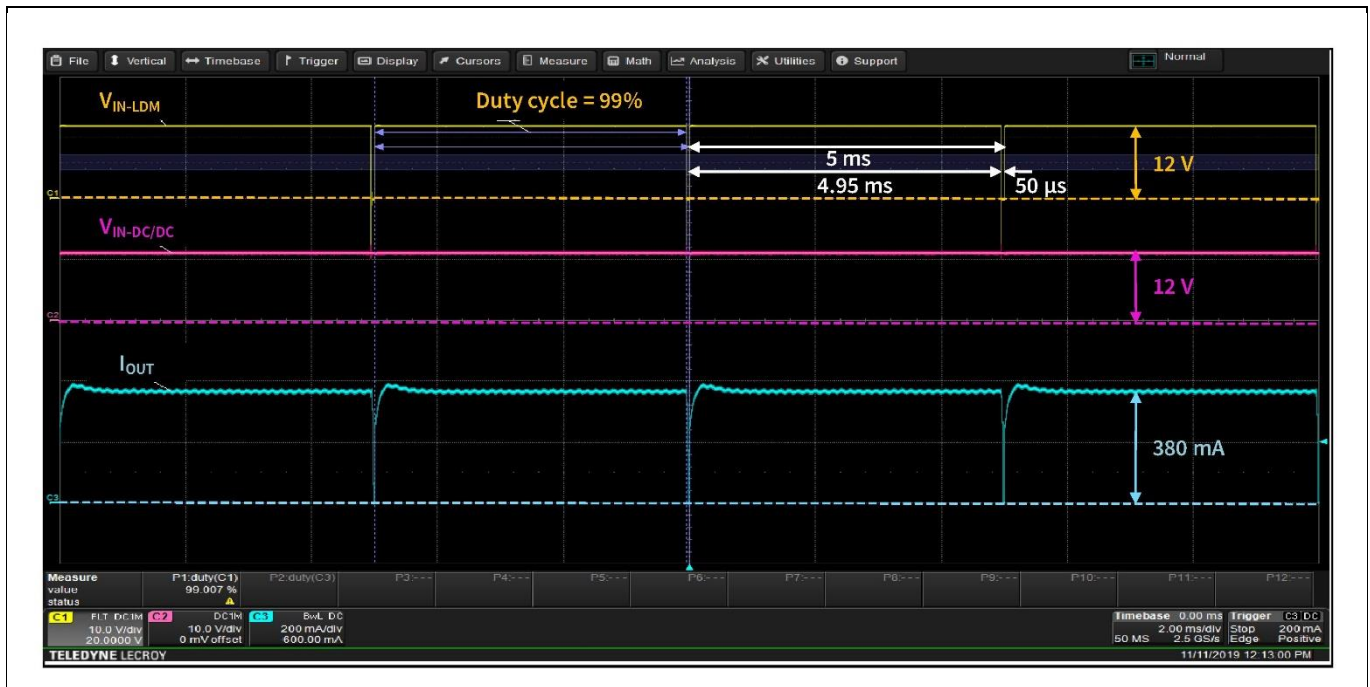 File Vertical Timebase Trigger Display Cursors Measure Math Analysis Utilities Support Normal
VIN-LDM
Duty cycle = 99%
5 ms
12 V
4.95 ms
50 µs
C1
VIN-DC/DC
12 V
C2
IOUT
380 mA
C3
Measure P1:duty(C1) P2:duty(C3) P3:--- P4:--- P5:--- P6:--- P7:--- P8:--- P9:--- P10:--- P11:--- P12:---
value 99.007 %
status
C1 FLT DC1M C2 DC1M C3 BwL DC Timebase 0.00 ms Trigger C3 DC
10.0 V/div 10.0 V/div 200 mA/div 2.00 ms/div Stop 200 mA
20.0000 V 0 mV offset 600.00 mA 50 MS 2.5 GS/s Edge Positive
TELEDYNE LECROY 11/11/2019 12:13:00 PM